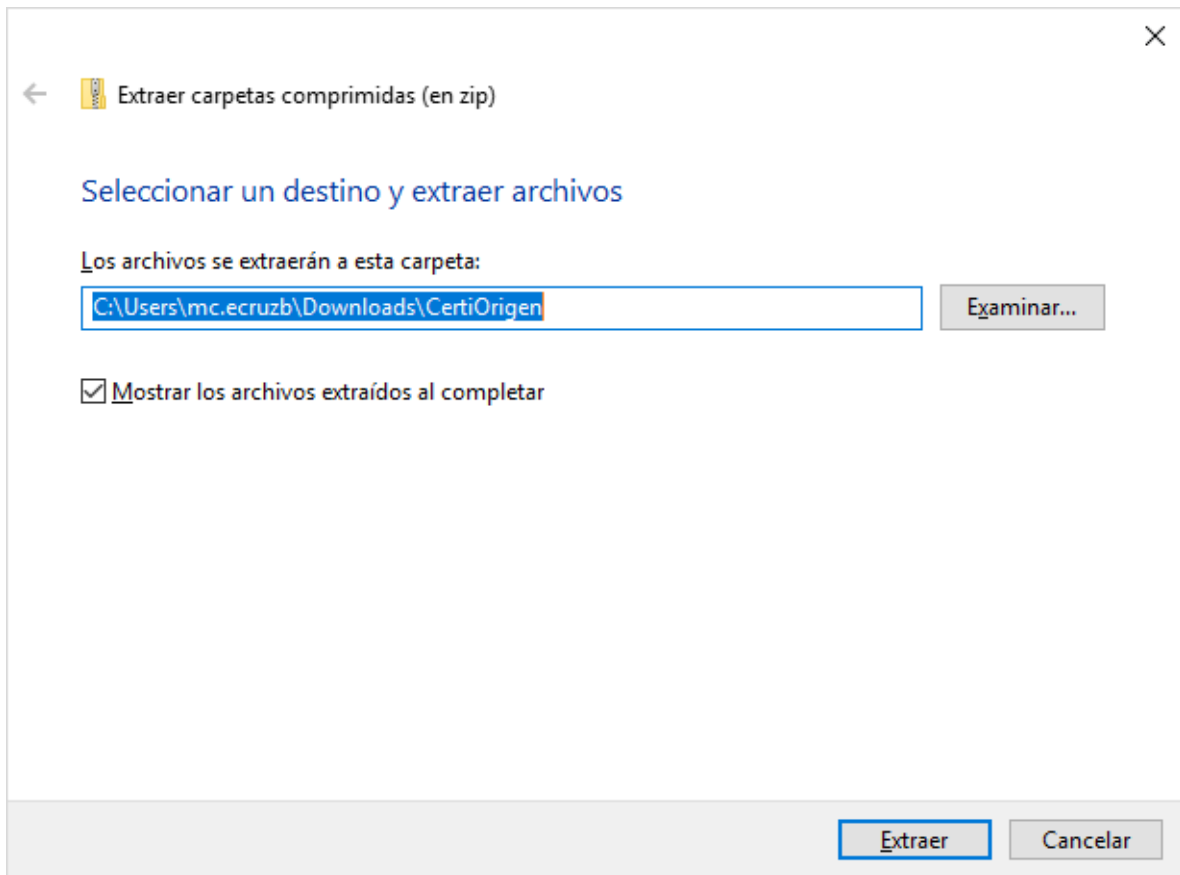 Extraer carpetas comprimidas (en zip)
Seleccionar un destino y extraer archivos
Los archivos se extraerán a esta carpeta:
C:\Users\mc.ecruzb\Downloads\CertiOrigen
Examinar...
Mostrar los archivos extraídos al completar
Extraer
Cancelar